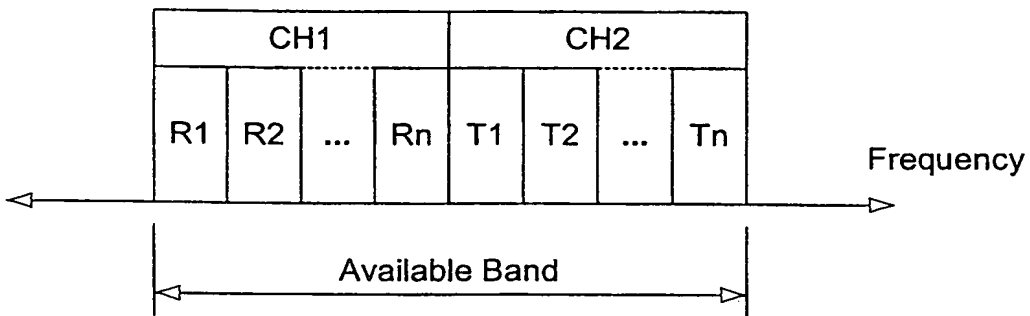 CH1 CH2
R1 R2 ... Rn T1 T2 ... Tn
Frequency
Available Band